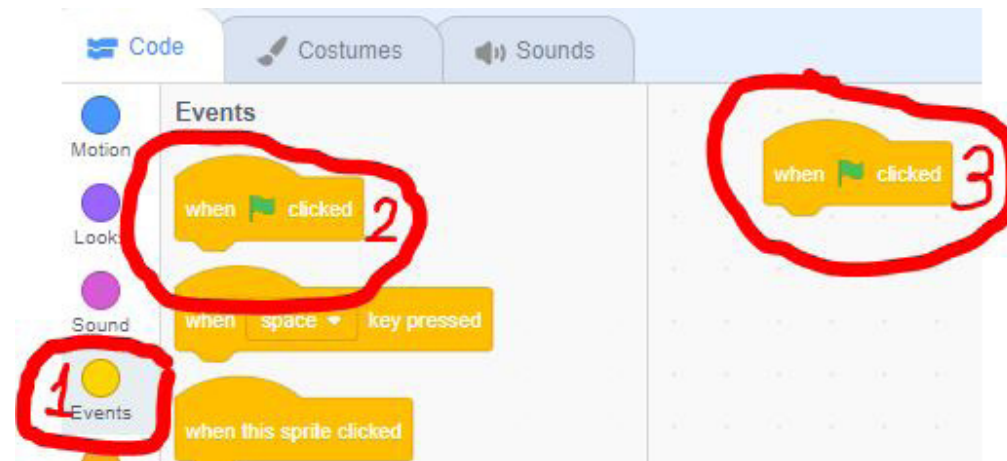 Code Costumes Sounds
Events
Motion
when clicked 2
when clicked 3
Looks
Sound
when space key pressed
1
Events
when this sprite clicked